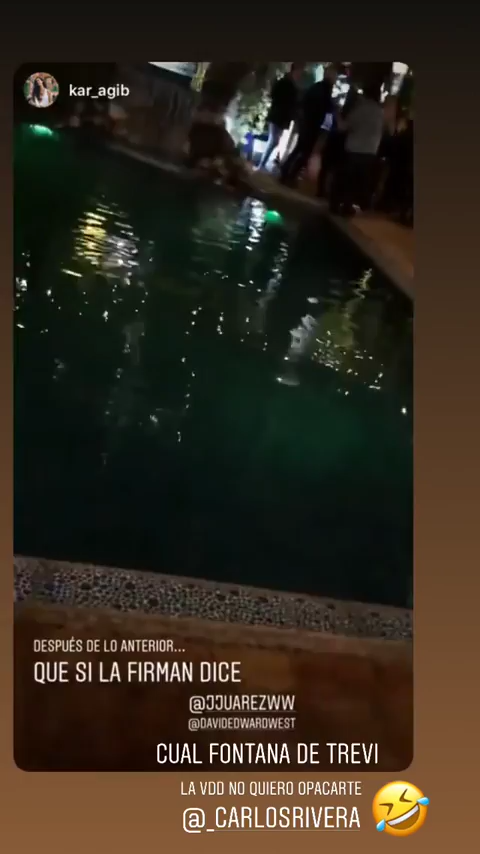 kar_agib
DESPUÉS DE LO ANTERIOR...
QUE SI LA FIRMAN DICE
@JJUAREZWW
@DAVIDEDWARDWEST
CUAL FONTANA DE TREVI
LA VDD NO QUIERO OPACARTE
@_CARLOSRIVERA